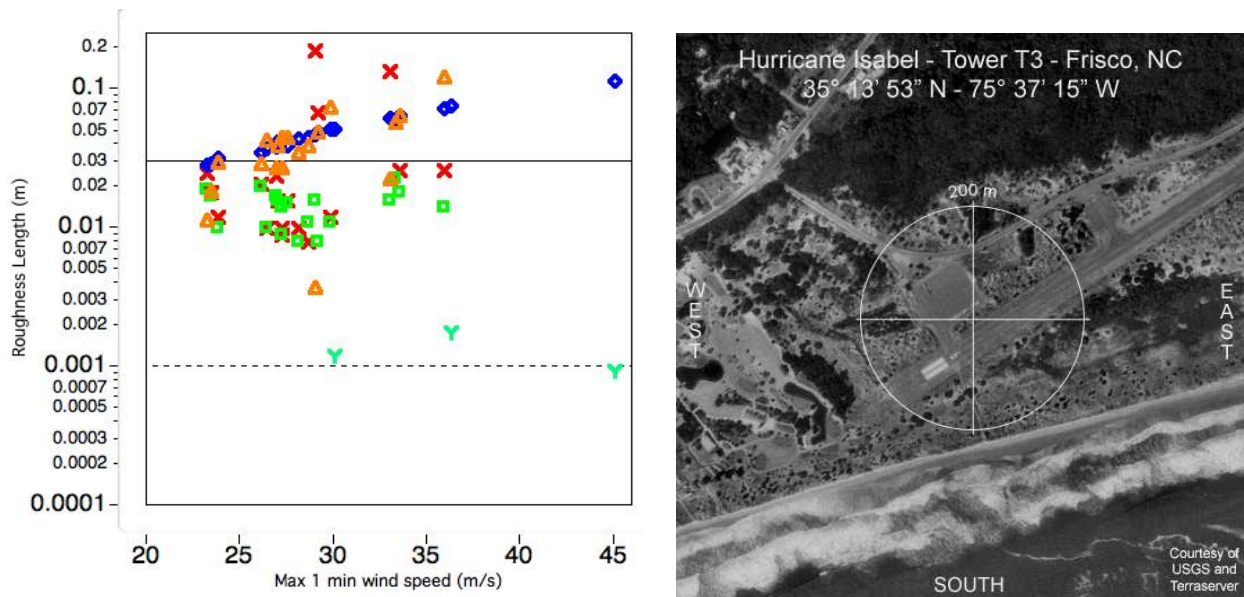 0.2
0.1
0.07
0.05
0.03
0.02
0.01
0.007
0.005
0.003
0.002
0.001
0.0007
0.0005
0.0003
0.0002
0.0001
Roughness Length (m)
20 25 30 35 40 45
Max 1 min wind speed (m/s)
Hurricane Isabel - Tower T3 - Frisco, NC
35° 13' 53” N - 75° 37' 15” W
200 m
WEST
EAST
SOUTH
Courtesy of
USGS and
Terraserver